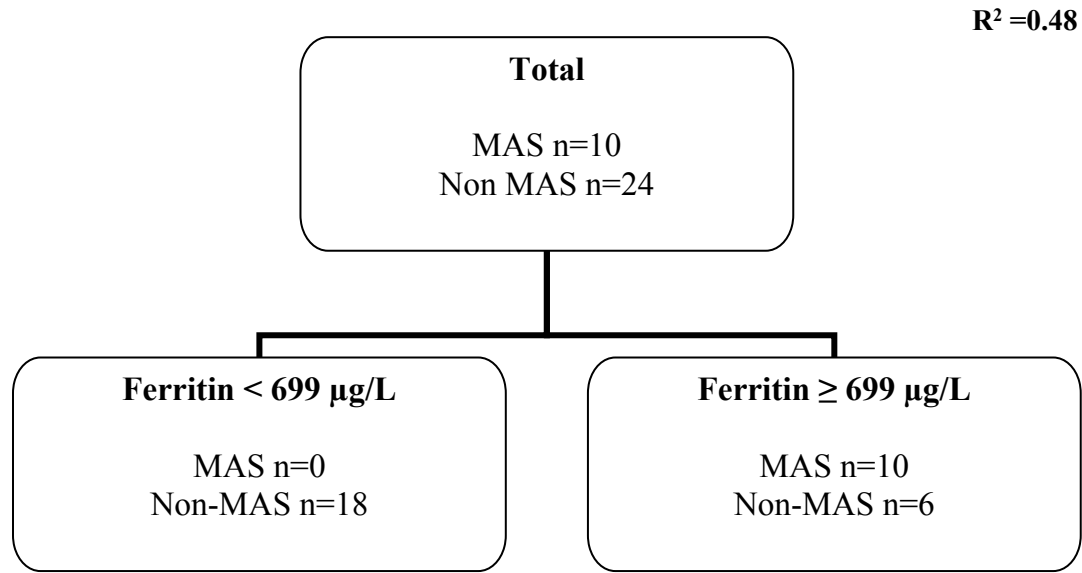 R² =0.48
Total
MAS n=10
Non MAS n=24
Ferritin < 699 µg/L
MAS n=0
Non-MAS n=18
Ferritin ≥ 699 µg/L
MAS n=10
Non-MAS n=6